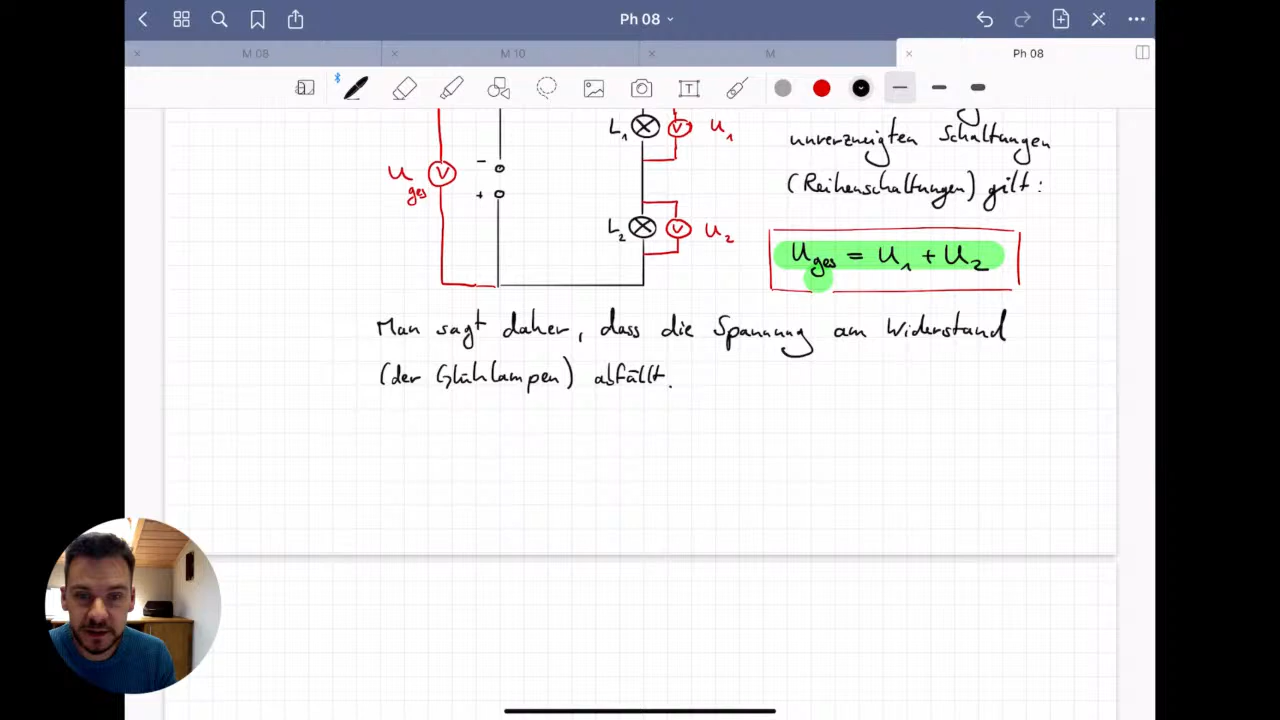 Ph 08
M 08
M 10
M
Ph 08
T
L1
V
U1
unverzweigten Schaltungen
(Reihenschaltungen) gilt:
Uges
V
-
+
L2
V
U2
Uges = U1 + U2
Man sagt daher, dass die Spannung am Widerstand
(der Glühlampen) abfällt.